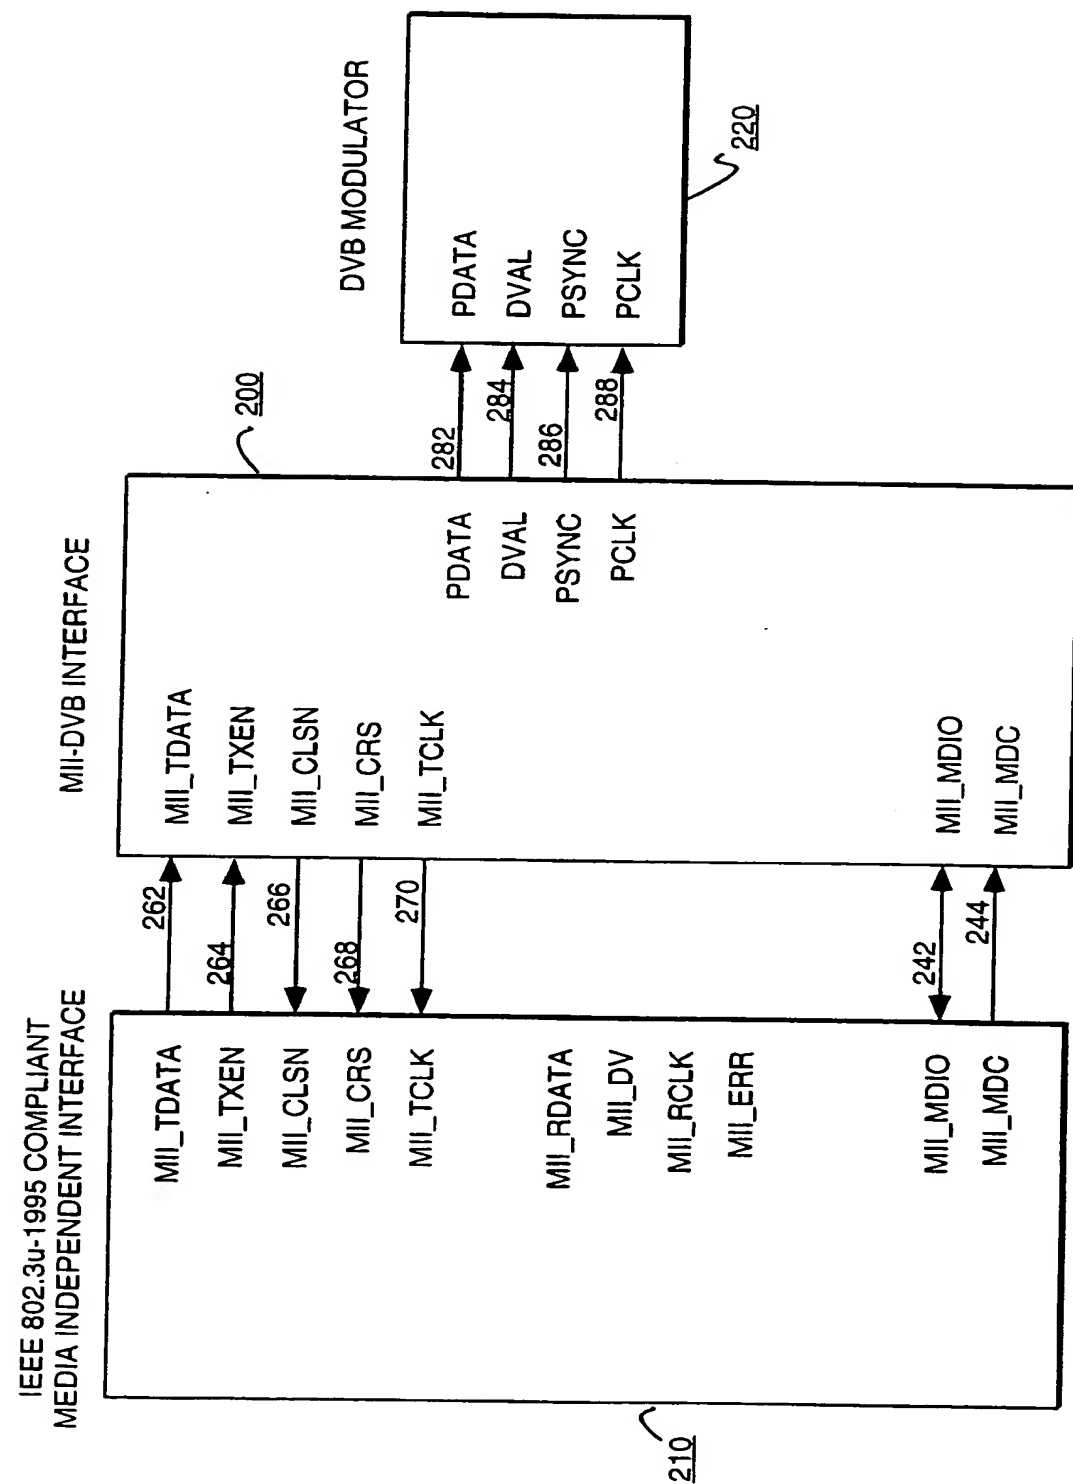 IEEE 802.3u-1995 COMPLIANT
MEDIA INDEPENDENT INTERFACE
MII_TDATA
MII_TXEN
MII_CLSN
MII_CRS
MII_TCLK
MII_RDATA
MII_DV
MII_RCLK
MII_ERR
MII_MDIO
MII_MDC
210
262
264
266
268
270
242
244
MII-DVB INTERFACE
MII_TDATA
MII_TXEN
MII_CLSN
MII_CRS
MII_TCLK
MII_MDIO
MII_MDC
PDATA
DVAL
PSYNC
PCLK
200
282
284
286
288
DVB MODULATOR
PDATA
DVAL
PSYNC
PCLK
220